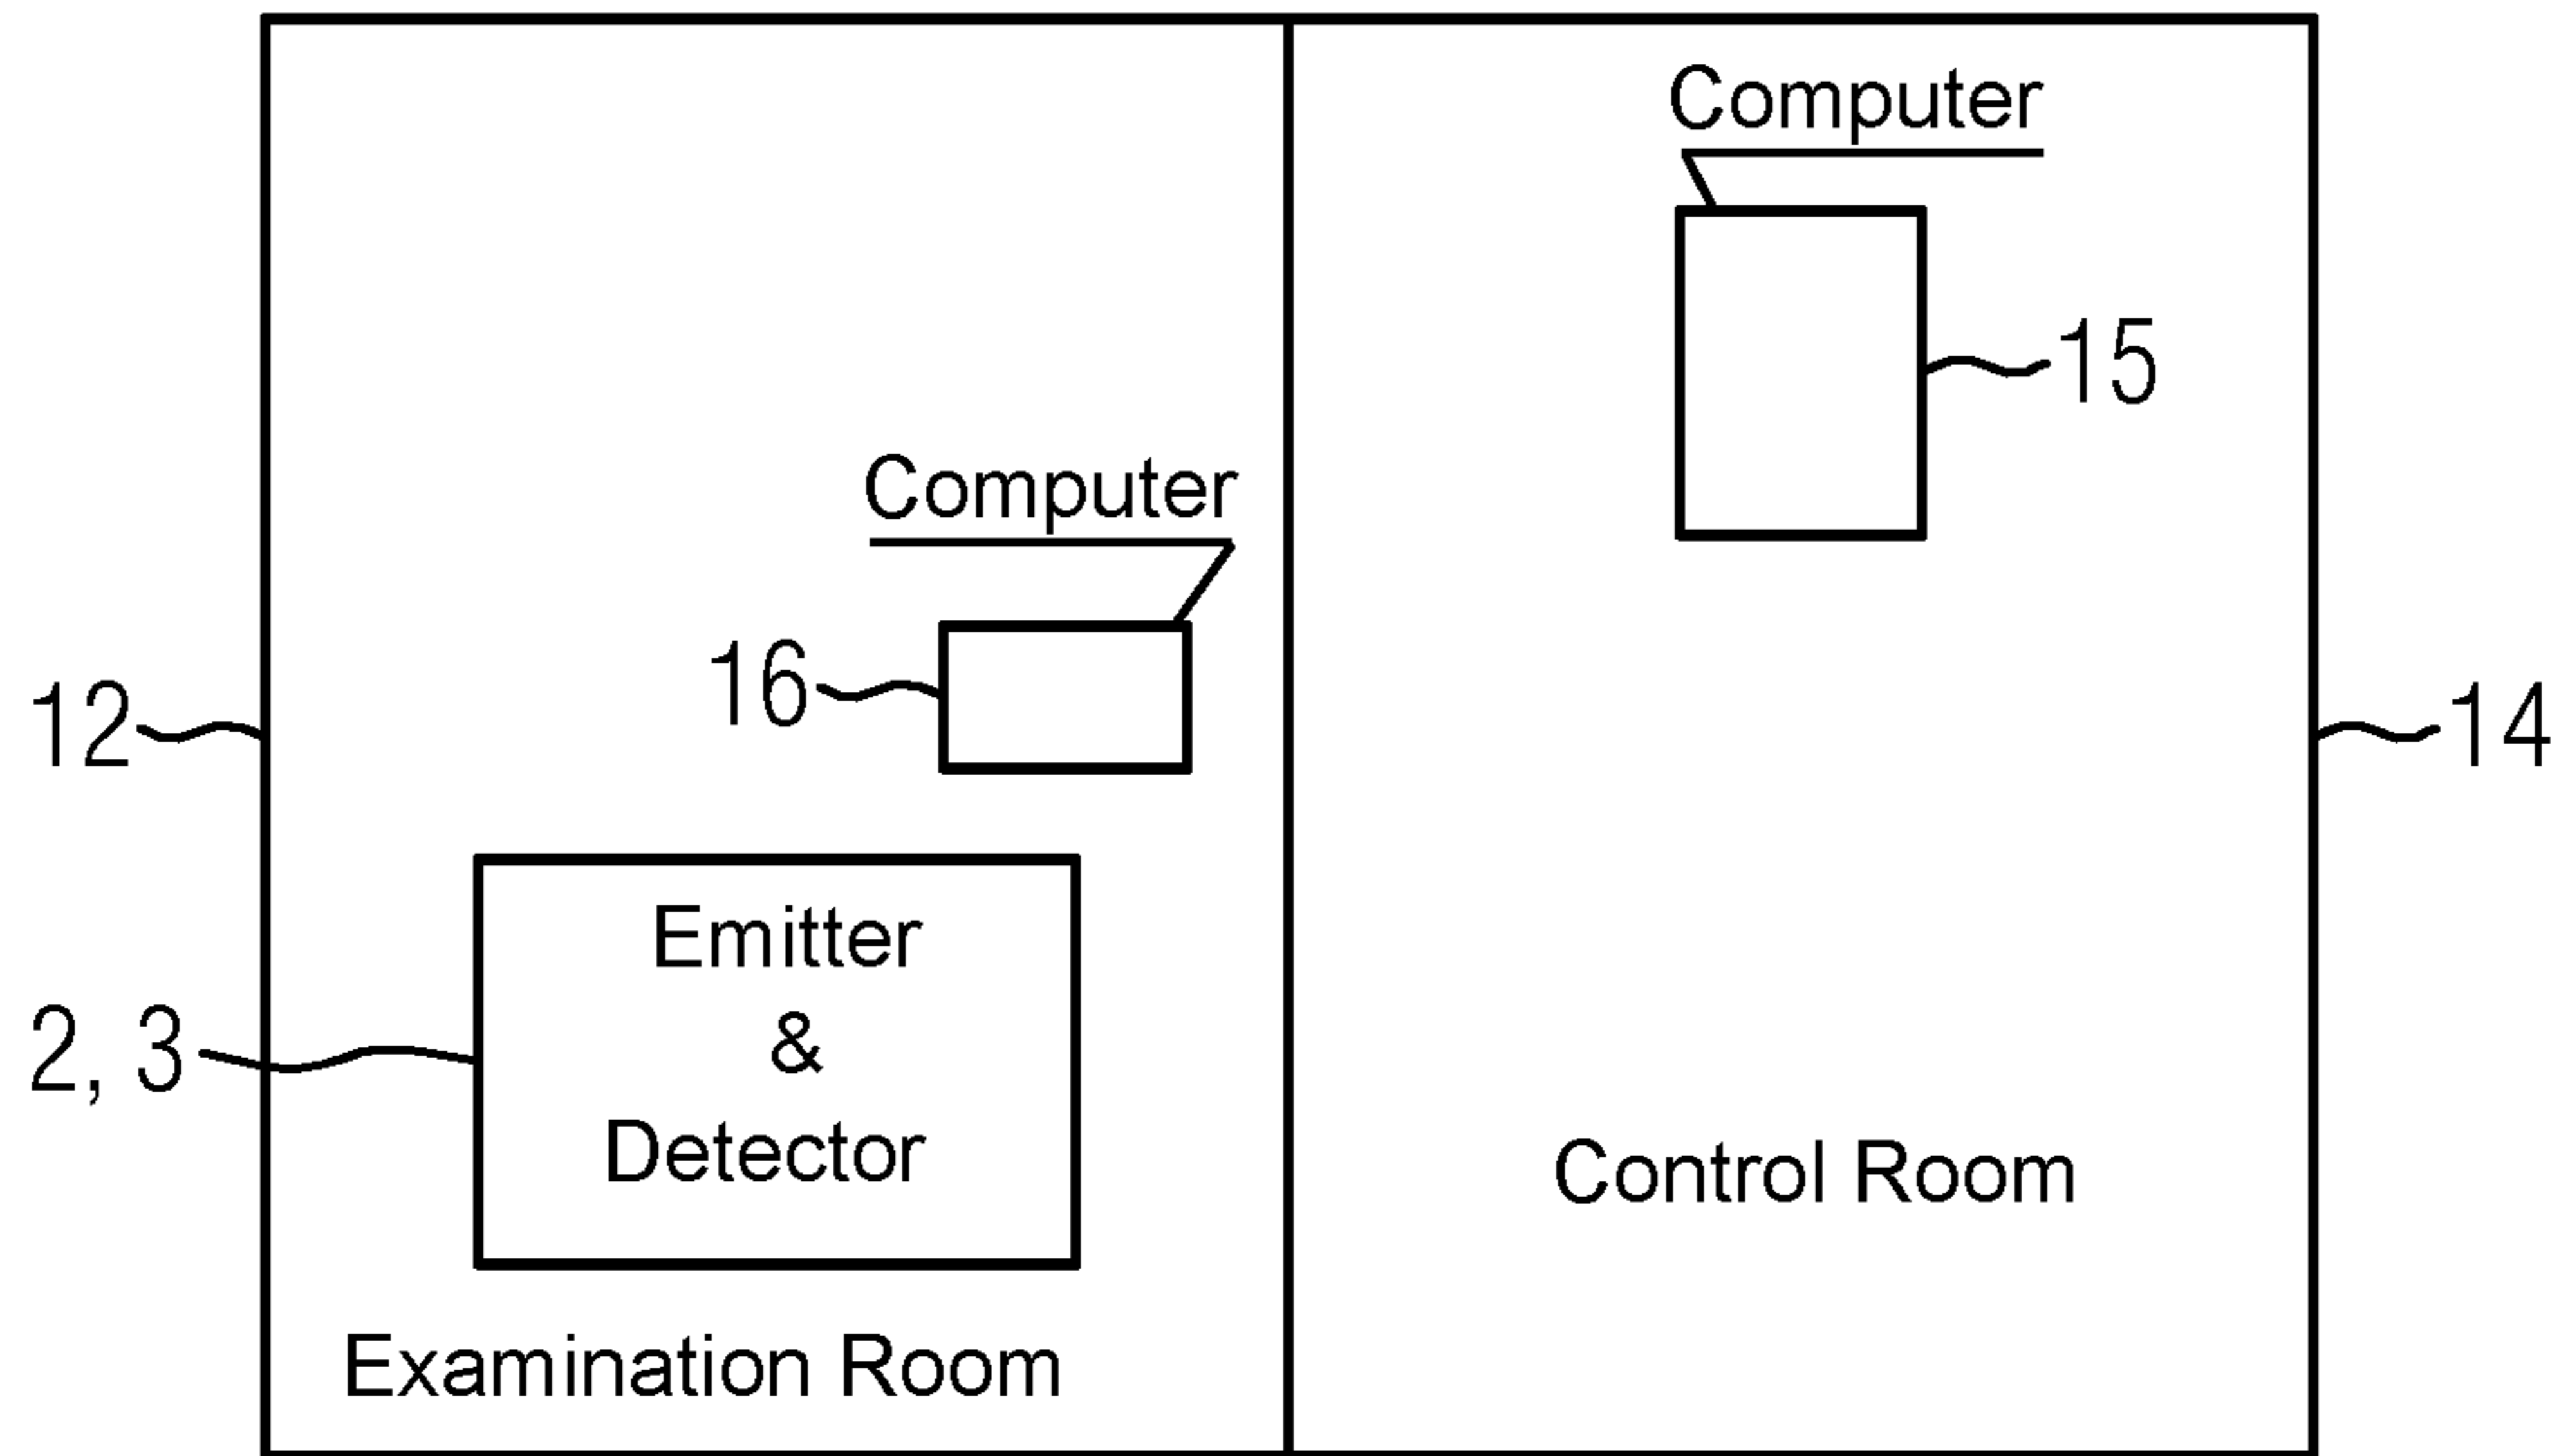 Computer
15
Computer
16
12
14
Emitter
&
Detector
2, 3
Control Room
Examination Room